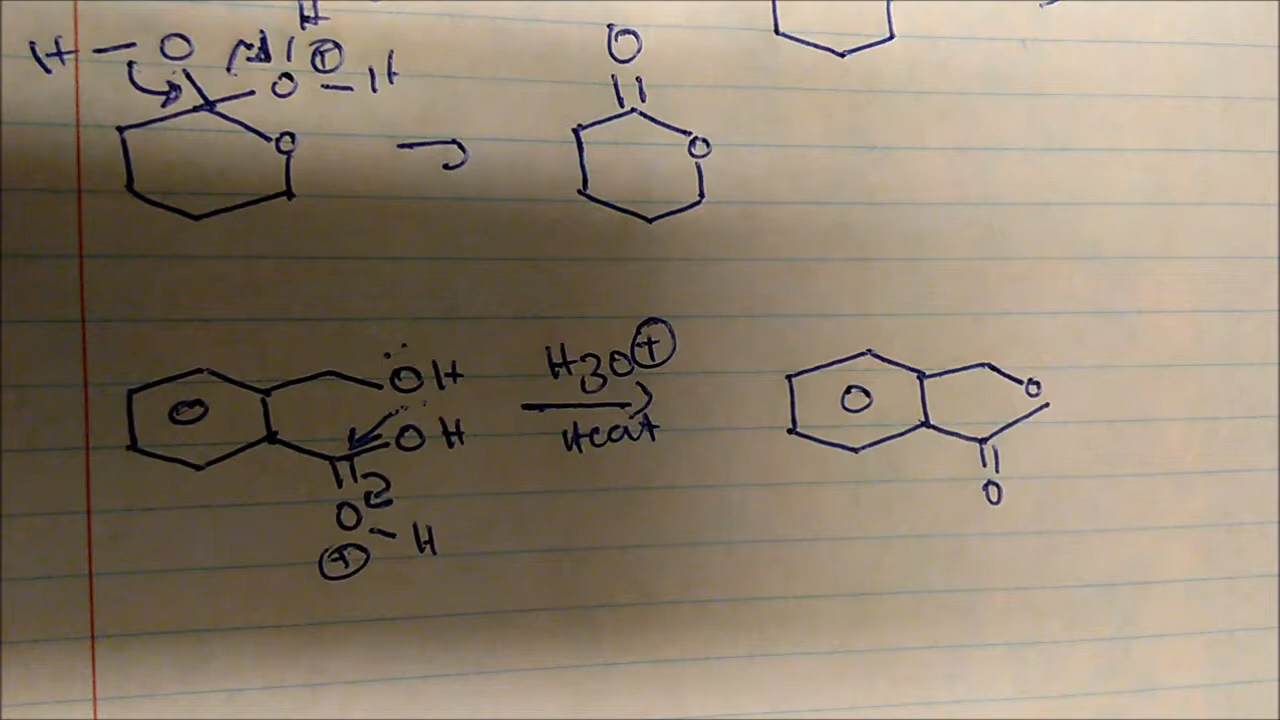 H
H — O ⊕ O
O — H
O O
OH H3O⊕ O
OH Heat
O O
⊕ H